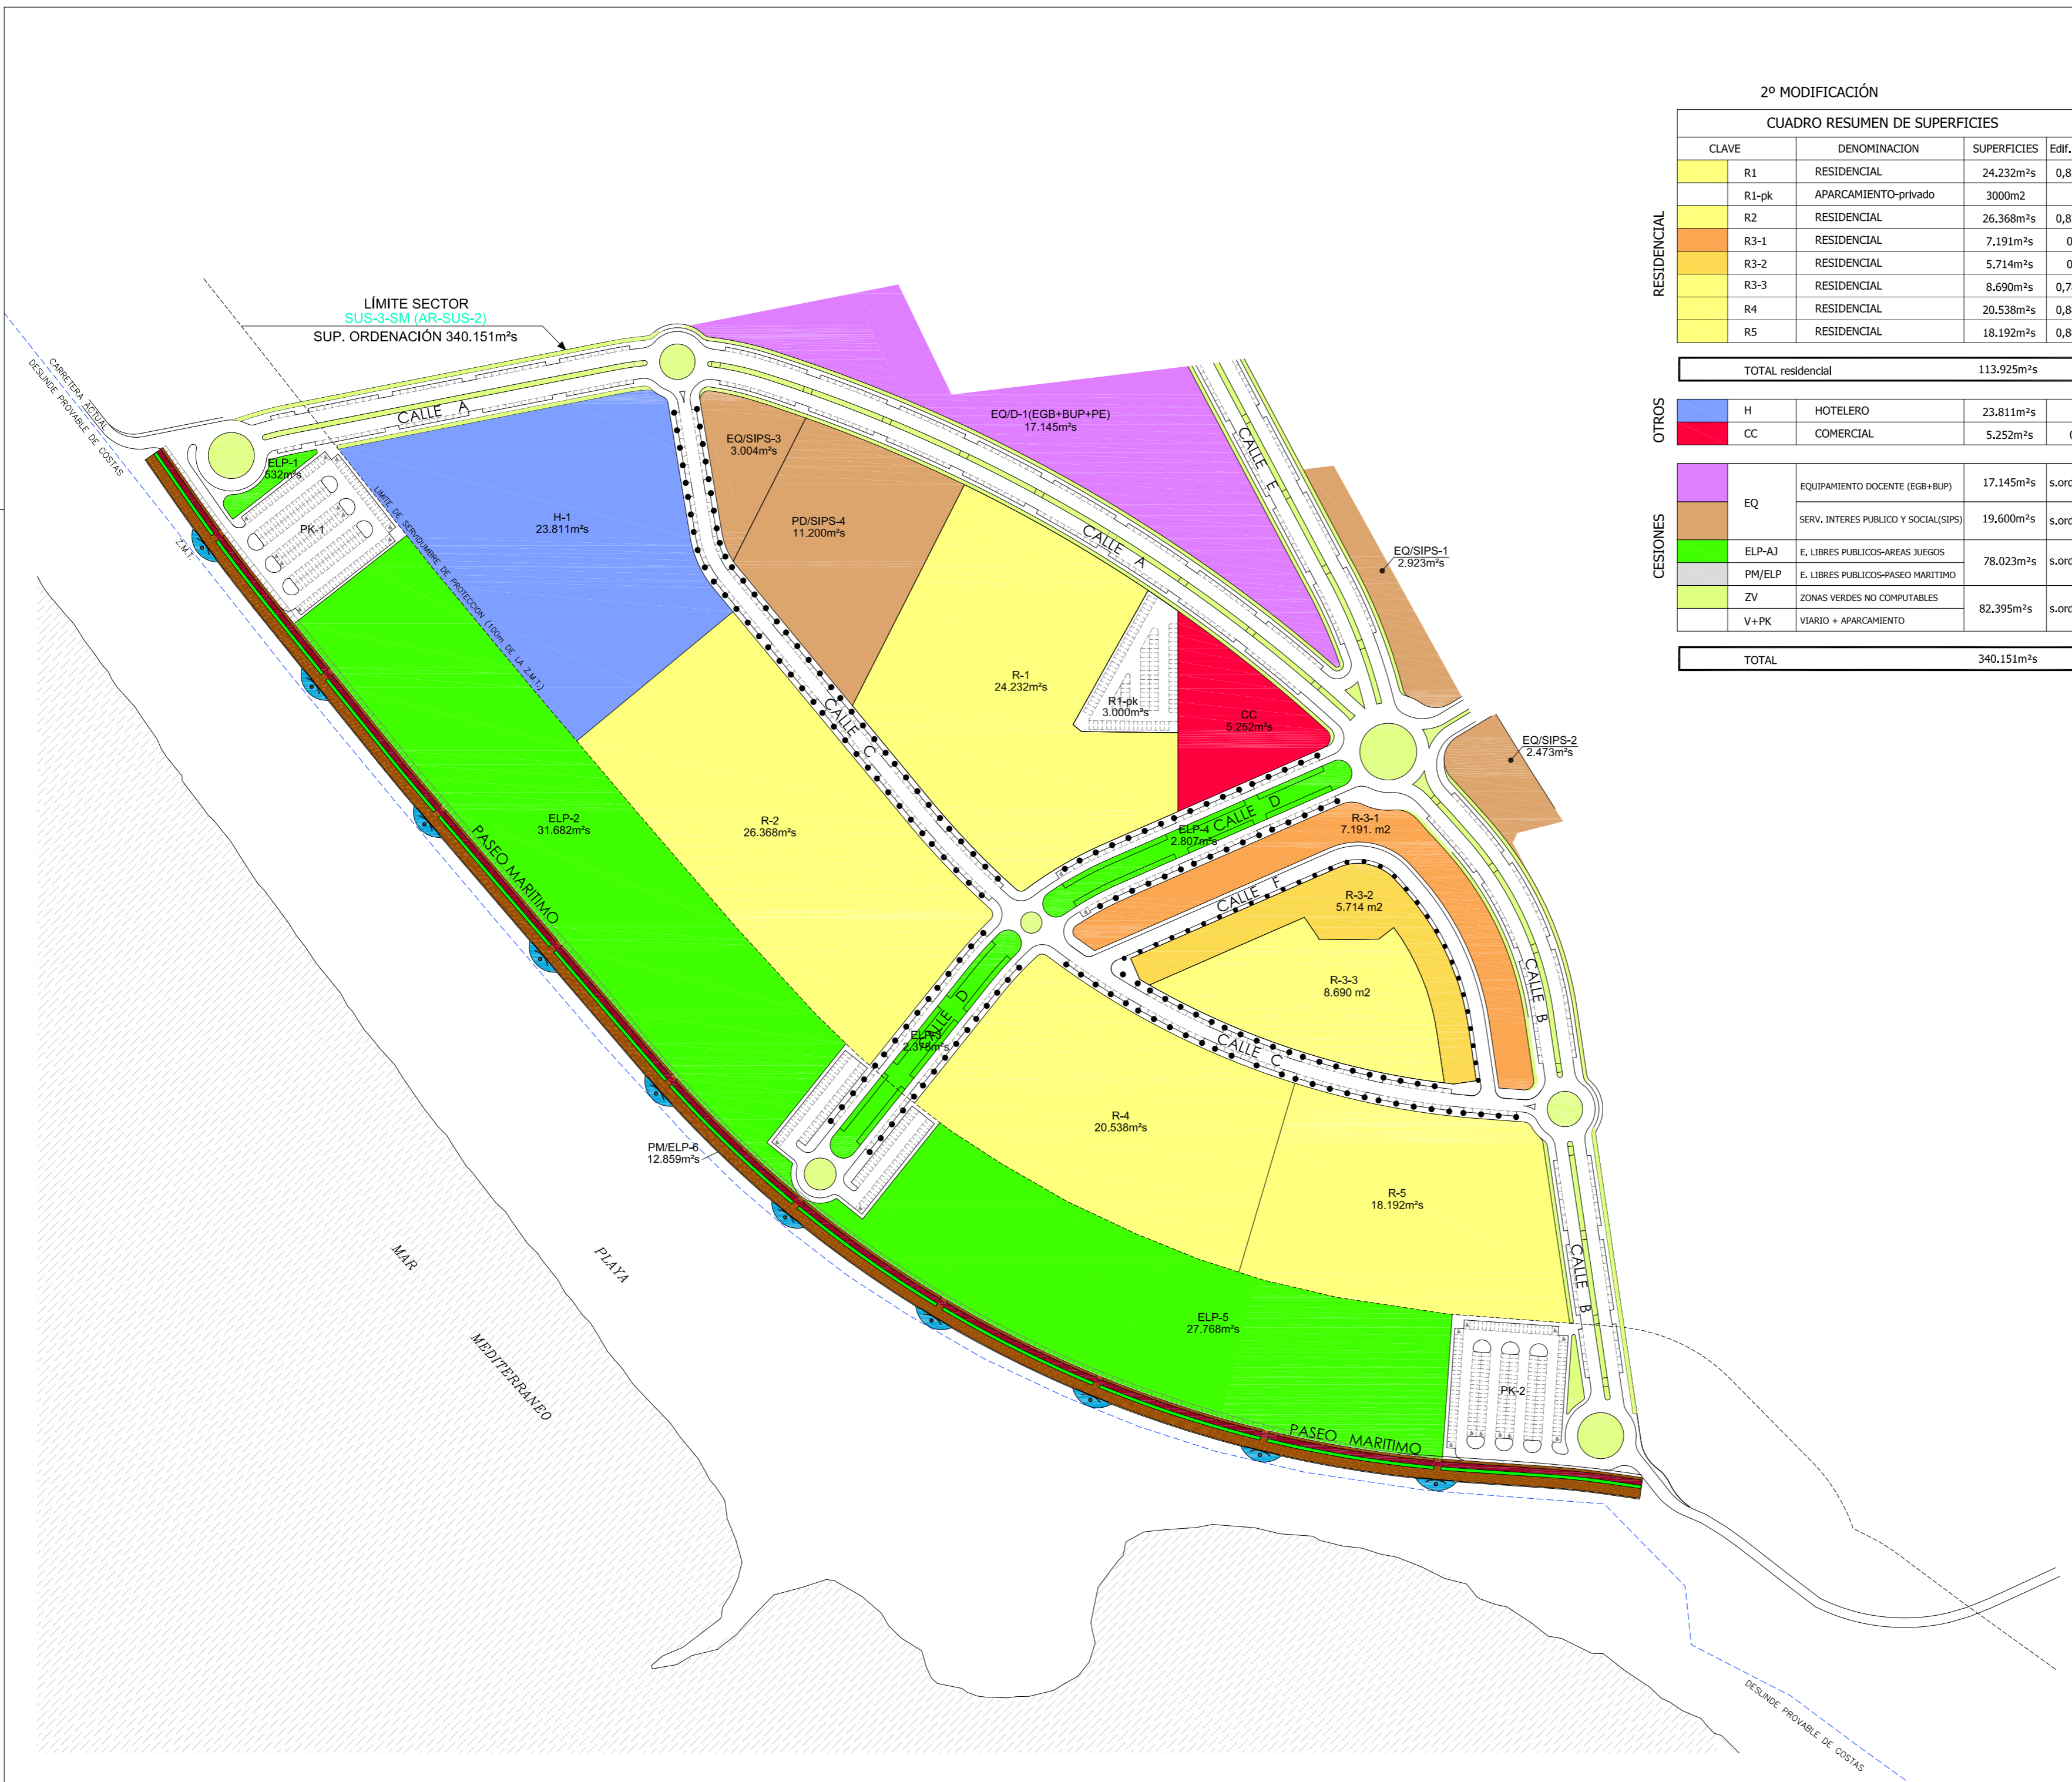 2º MODIFICACIÓN
CUADRO RESUMEN DE SUPERFICIES
CLAVE DENOMINACION SUPERFICIES Edif.
RESIDENCIAL
R1 RESIDENCIAL 24.232m²s
R1-pk APARCAMIENTO-privado 3000m2
R2 RESIDENCIAL 26.368m²s
R3-1 RESIDENCIAL 7.191m²s
R3-2 RESIDENCIAL 5.714m²s
R3-3 RESIDENCIAL 8.690m²s
R4 RESIDENCIAL 20.538m²s
R5 RESIDENCIAL 18.192m²s
TOTAL residencial 113.925m²s
OTROS
H HOTELERO 23.811m²s
CC COMERCIAL 5.252m²s
CESIONES
EQ
EQUIPAMIENTO DOCENTE (EGB+BUP) 17.145m²s
SERV. INTERES PUBLICO Y SOCIAL(SIPS) 19.600m²s
ELP-AJ E. LIBRES PUBLICOS-AREAS JUEGOS
78.023m²s
PM/ELP E. LIBRES PUBLICOS-PASEO MARITIMO
ZV ZONAS VERDES NO COMPUTABLES
82.395m²s
V+PK VIARIO + APARCAMIENTO
TOTAL 340.151m²s
LÍMITE SECTOR
SUS-3-SM (AR-SUS-2)
SUP. ORDENACIÓN 340.151m²s
CARRETERA ACTUAL
DESLINDE PROVABLE DE COSTAS
Z.M.T.
CALLE A
ELP-1
532m²s
PK-1
LIMITE DE SERVIDUMBRE DE PROTECCION (100m DE LA Z.M.T.)
H-1
23.811m²s
EQ/SIPS-3
3.004m²s
PD/SIPS-4
11.200m²s
EQ/D-1(EGB+BUP+PE)
17.145m²s
CALLE E
CALLE A
EQ/SIPS-1
2.923m²s
R-1
24.232m²s
R1-pk
3.000m²s
CC
5.252m²s
EQ/SIPS-2
2.473m²s
CALLE C
ELP-2
31.682m²s
R-2
26.368m²s
PASEO MARITIMO
CALLE D
ELP-4
2.807m²s
R-3-1
7.191. m2
CALLE F
R-3-2
5.714 m2
R-3-3
8.690 m2
CALLE B
CALLE D
2.375m²s
CALLE C
R-4
20.538m²s
R-5
18.192m²s
PM/ELP-6
12.859m²s
CALLE B
ELP-5
27.768m²s
PASEO MARITIMO
PK-2
MAR
MEDITERRANEO
PLAYA
DESLINDE PROVABLE DE COSTAS